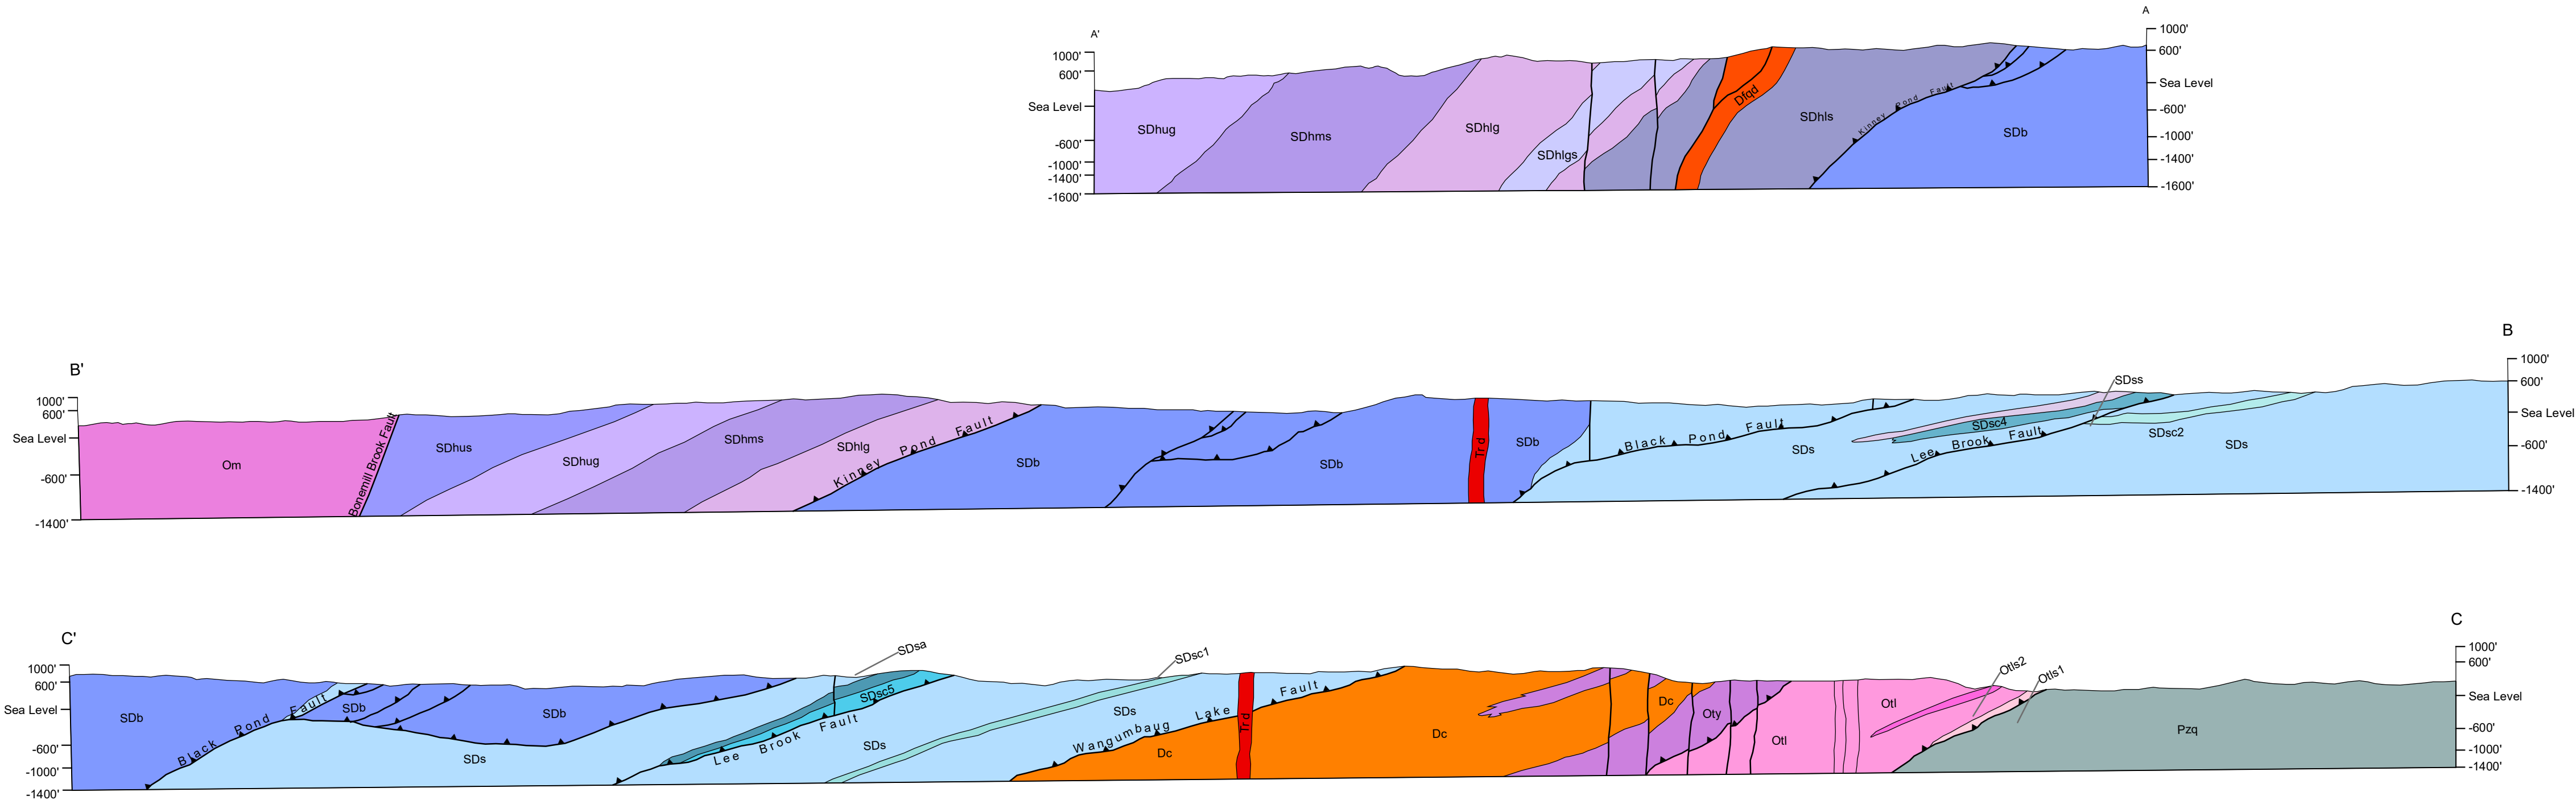 A' A
1000' 1000'
600' 600'
Sea Level Sea Level
-600' -600'
-1000' -1000'
-1400' -1400'
-1600' -1600'
SDhug SDhms SDhlg SDhlgs Dfqd SDhls Kinney Pond Fault SDb
B' B
1000' 1000'
600' 600'
Sea Level Sea Level
-600' -600'
-1400' -1400'
Om Bonemill Brook Fault SDhus SDhug SDhms SDhlg Kinney Pond Fault SDb SDb Trd SDb Black Pond Fault SDs SDsc4 Lee Brook Fault SDss SDsc2 SDs
C' C
1000' 1000'
600' 600'
Sea Level Sea Level
-600' -600'
-1000' -1000'
-1400' -1400'
SDb Black Pond Fault SDb SDb SDs SDsa SDsc5 Lee Brook Fault SDs SDsc1 SDs Wangumbaug Lake Fault Dc Trd Dc Dc Oty Otl Otl Otls2 Otls1 Pzq